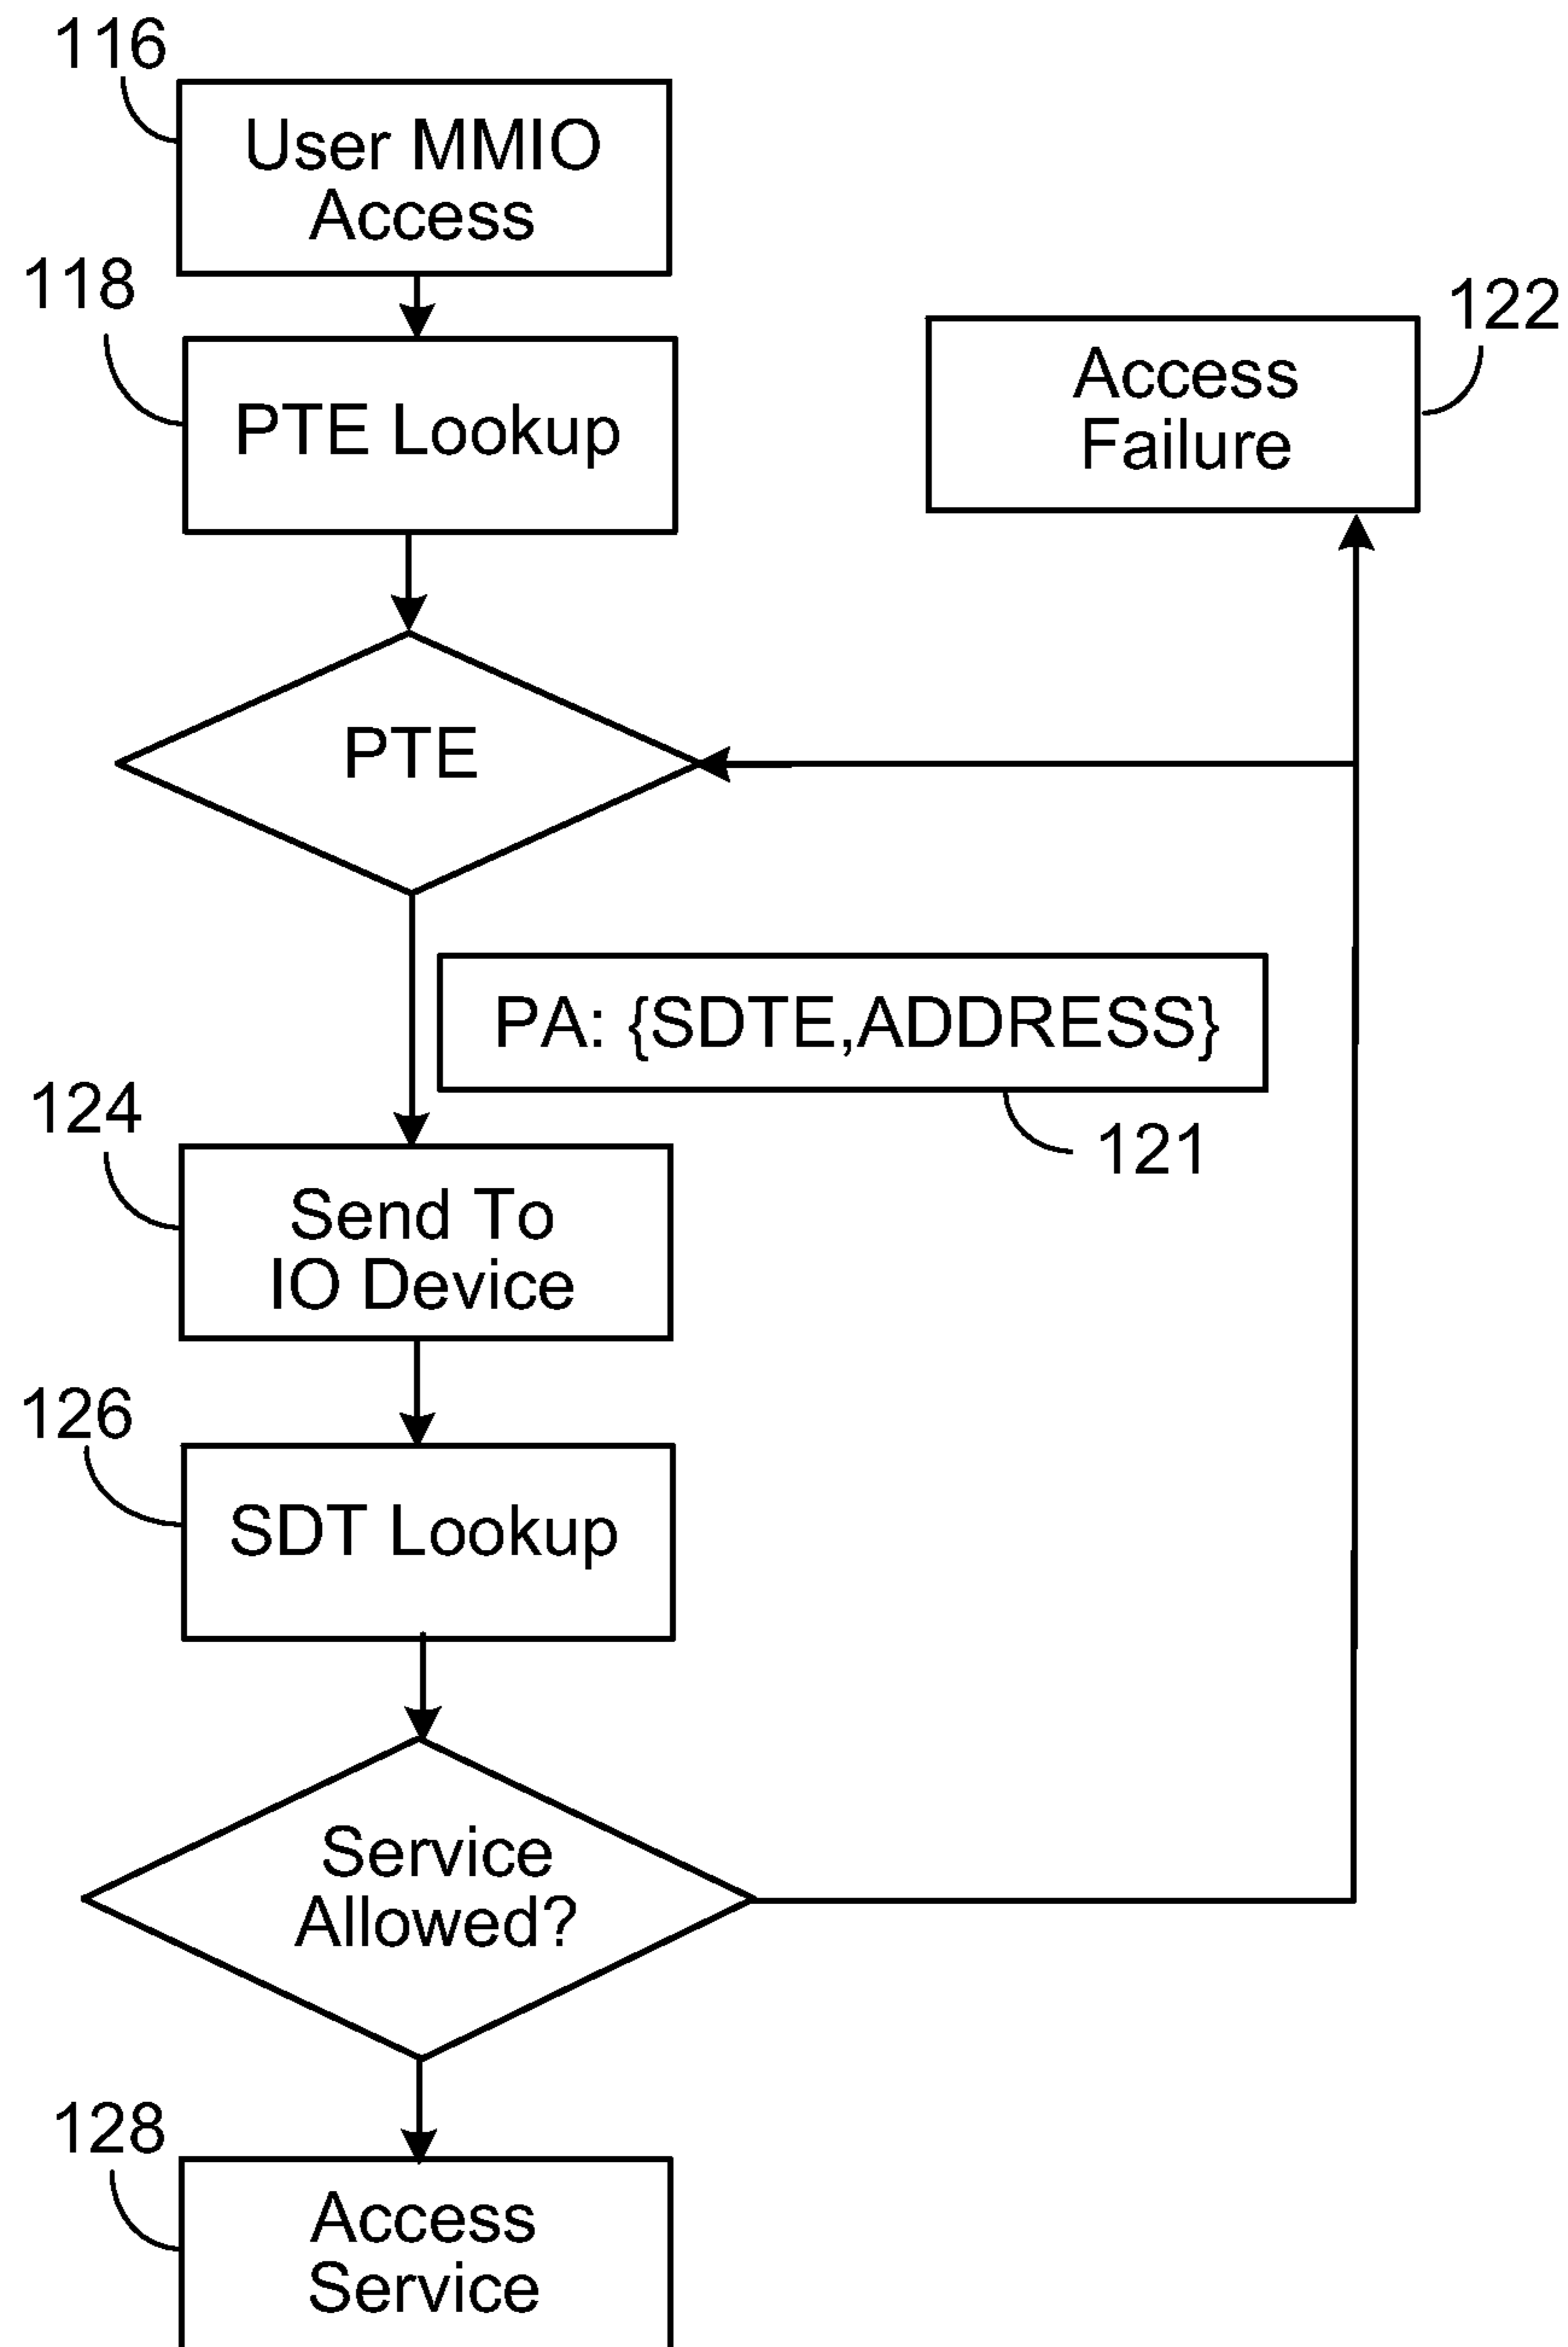 116
User MMIO
Access
118
PTE Lookup
122
Access
Failure
PTE
PA: {SDTE,ADDRESS}
121
124
Send To
IO Device
126
SDT Lookup
Service
Allowed?
128
Access
Service